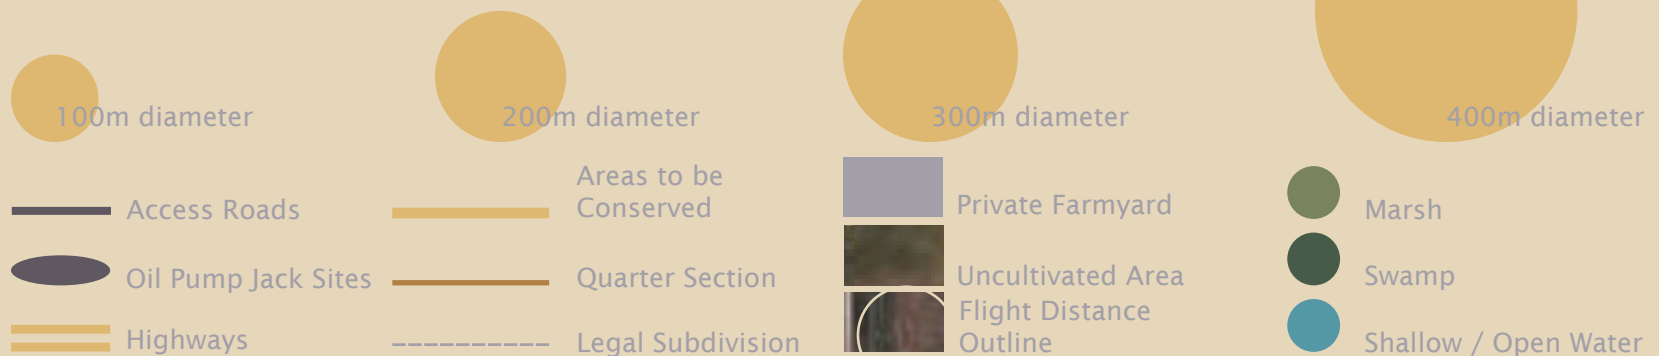 100m diameter
200m diameter
300m diameter
400m diameter
Access Roads
Oil Pump Jack Sites
Highways
Areas to be
Conserved
Quarter Section
Legal Subdivision
Private Farmyard
Uncultivated Area
Flight Distance
Outline
Marsh
Swamp
Shallow / Open Water